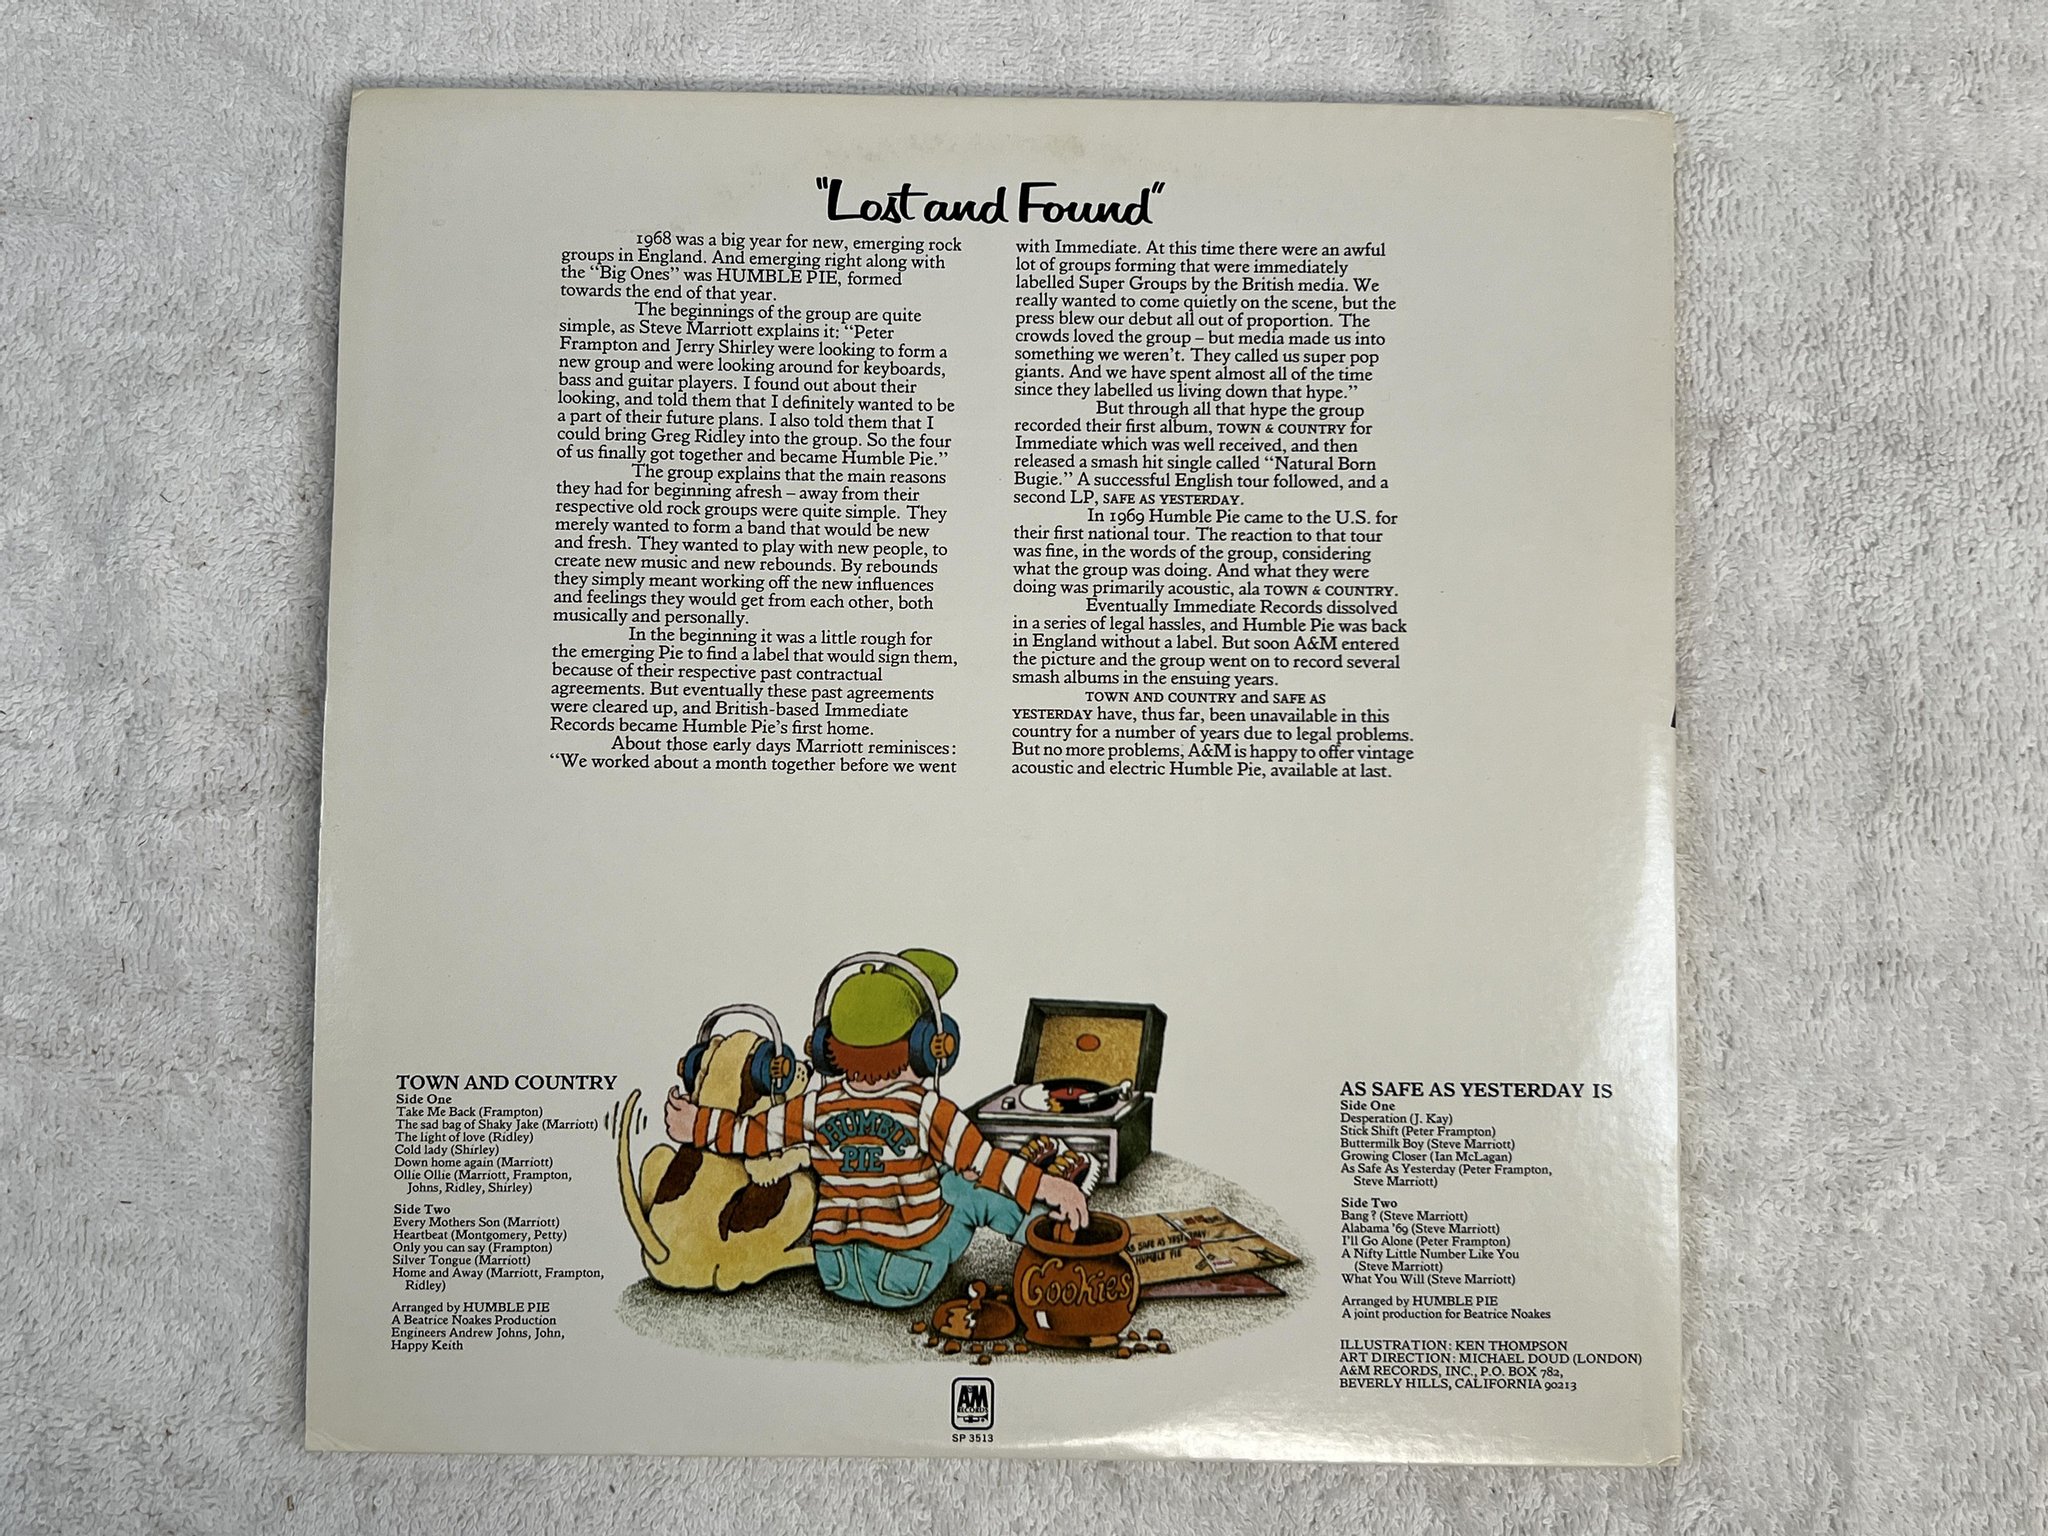 "Lost and Found"
1968 was a big year for new, emerging rock
groups in England. And emerging right along with
the "Big Ones" was HUMBLE PIE, formed
towards the end of that year.
The beginnings of the group are quite
simple, as Steve Marriott explains it: "Peter
Frampton and Jerry Shirley were looking to form a
new group and were looking around for keyboards,
bass and guitar players. I found out about their
looking, and told them that I definitely wanted to be
a part of their future plans. I also told them that I
could bring Greg Ridley into the group. So the four
of us finally got together and became Humble Pie."
The group explains that the main reasons
they had for beginning afresh – away from their
respective old rock groups were quite simple. They
merely wanted to form a band that would be new
and fresh. They wanted to play with new people, to
create new music and new rebounds. By rebounds
they simply meant working off the new influences
and feelings they would get from each other, both
musically and personally.
In the beginning it was a little rough for
the emerging Pie to find a label that would sign them,
because of their respective past contractual
agreements. But eventually these past agreements
were cleared up, and British-based Immediate
Records became Humble Pie's first home.
About those early days Marriott reminisces:
"We worked about a month together before we went
with Immediate. At this time there were an awful
lot of groups forming that were immediately
labelled Super Groups by the British media. We
really wanted to come quietly on the scene, but the
press blew our debut all out of proportion. The
crowds loved the group – but media made us into
something we weren't. They called us super pop
giants. And we have spent almost all of the time
since they labelled us living down that hype."
But through all that hype the group
recorded their first album, TOWN & COUNTRY for
Immediate which was well received, and then
released a smash hit single called "Natural Born
Bugie." A successful English tour followed, and a
second LP, SAFE AS YESTERDAY.
In 1969 Humble Pie came to the U.S. for
their first national tour. The reaction to that tour
was fine, in the words of the group, considering
what the group was doing. And what they were
doing was primarily acoustic, ala TOWN & COUNTRY.
Eventually Immediate Records dissolved
in a series of legal hassles, and Humble Pie was back
in England without a label. But soon A&M entered
the picture and the group went on to record several
smash albums in the ensuing years.
TOWN AND COUNTRY and SAFE AS
YESTERDAY have, thus far, been unavailable in this
country for a number of years due to legal problems.
But no more problems, A&M is happy to offer vintage
acoustic and electric Humble Pie, available at last.
TOWN AND COUNTRY
Side One
Take Me Back (Frampton)
The sad bag of Shaky Jake (Marriott)
The light of love (Ridley)
Cold lady (Shirley)
Down home again (Marriott)
Ollie Ollie (Marriott, Frampton,
Johns, Ridley, Shirley)
Side Two
Every Mothers Son (Marriott)
Heartbeat (Montgomery, Petty)
Only you can say (Frampton)
Silver Tongue (Marriott)
Home and Away (Marriott, Frampton,
Ridley)
Arranged by HUMBLE PIE
A Beatrice Noakes Production
Engineers Andrew Johns, John,
Happy Keith
HUMBLE
PIE
AS SAFE AS YESTERDAY
HUMBLE PIE
Cookies
AS SAFE AS YESTERDAY IS
Side One
Desperation (J. Kay)
Stick Shift (Peter Frampton)
Buttermilk Boy (Steve Marriott)
Growing Closer (Ian McLagan)
As Safe As Yesterday (Peter Frampton,
Steve Marriott)
Side Two
Bang? (Steve Marriott)
Alabama '69 (Steve Marriott)
I'll Go Alone (Peter Frampton)
A Nifty Little Number Like You
(Steve Marriott)
What You Will (Steve Marriott)
Arranged by HUMBLE PIE
A joint production for Beatrice Noakes
ILLUSTRATION: KEN THOMPSON
ART DIRECTION: MICHAEL DOUD (LONDON)
A&M RECORDS, INC., P.O. BOX 782,
BEVERLY HILLS, CALIFORNIA 90213
A&M
RECORDS
SP 3513